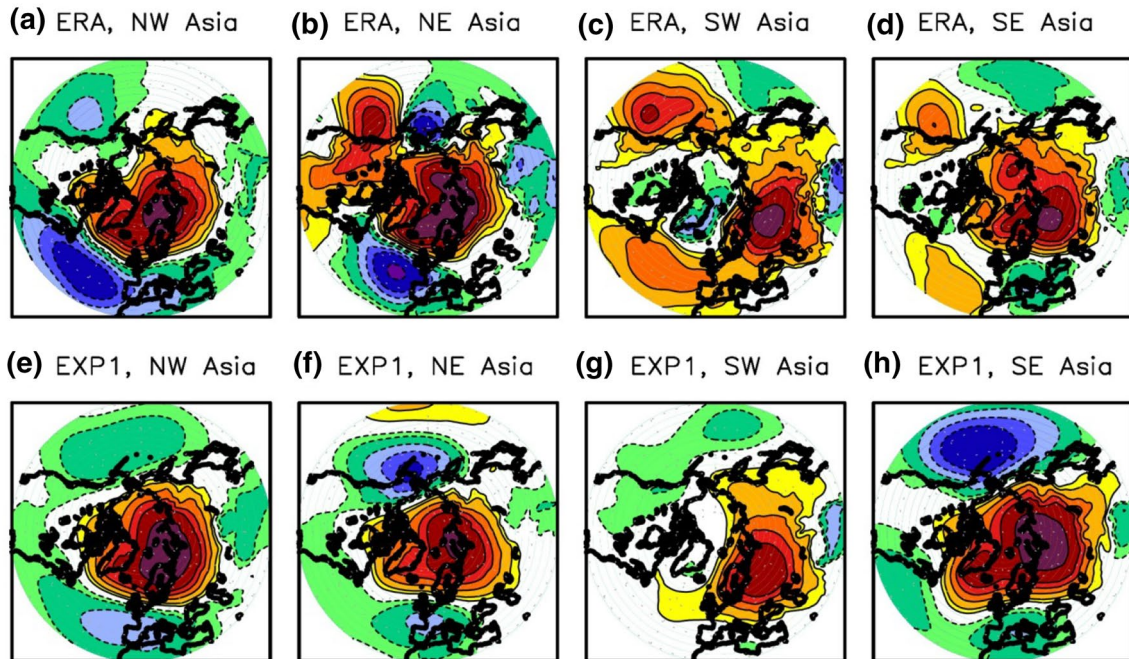 (a) ERA, NW Asia
(b) ERA, NE Asia
(c) ERA, SW Asia
(d) ERA, SE Asia
(e) EXP1, NW Asia
(f) EXP1, NE Asia
(g) EXP1, SW Asia
(h) EXP1, SE Asia